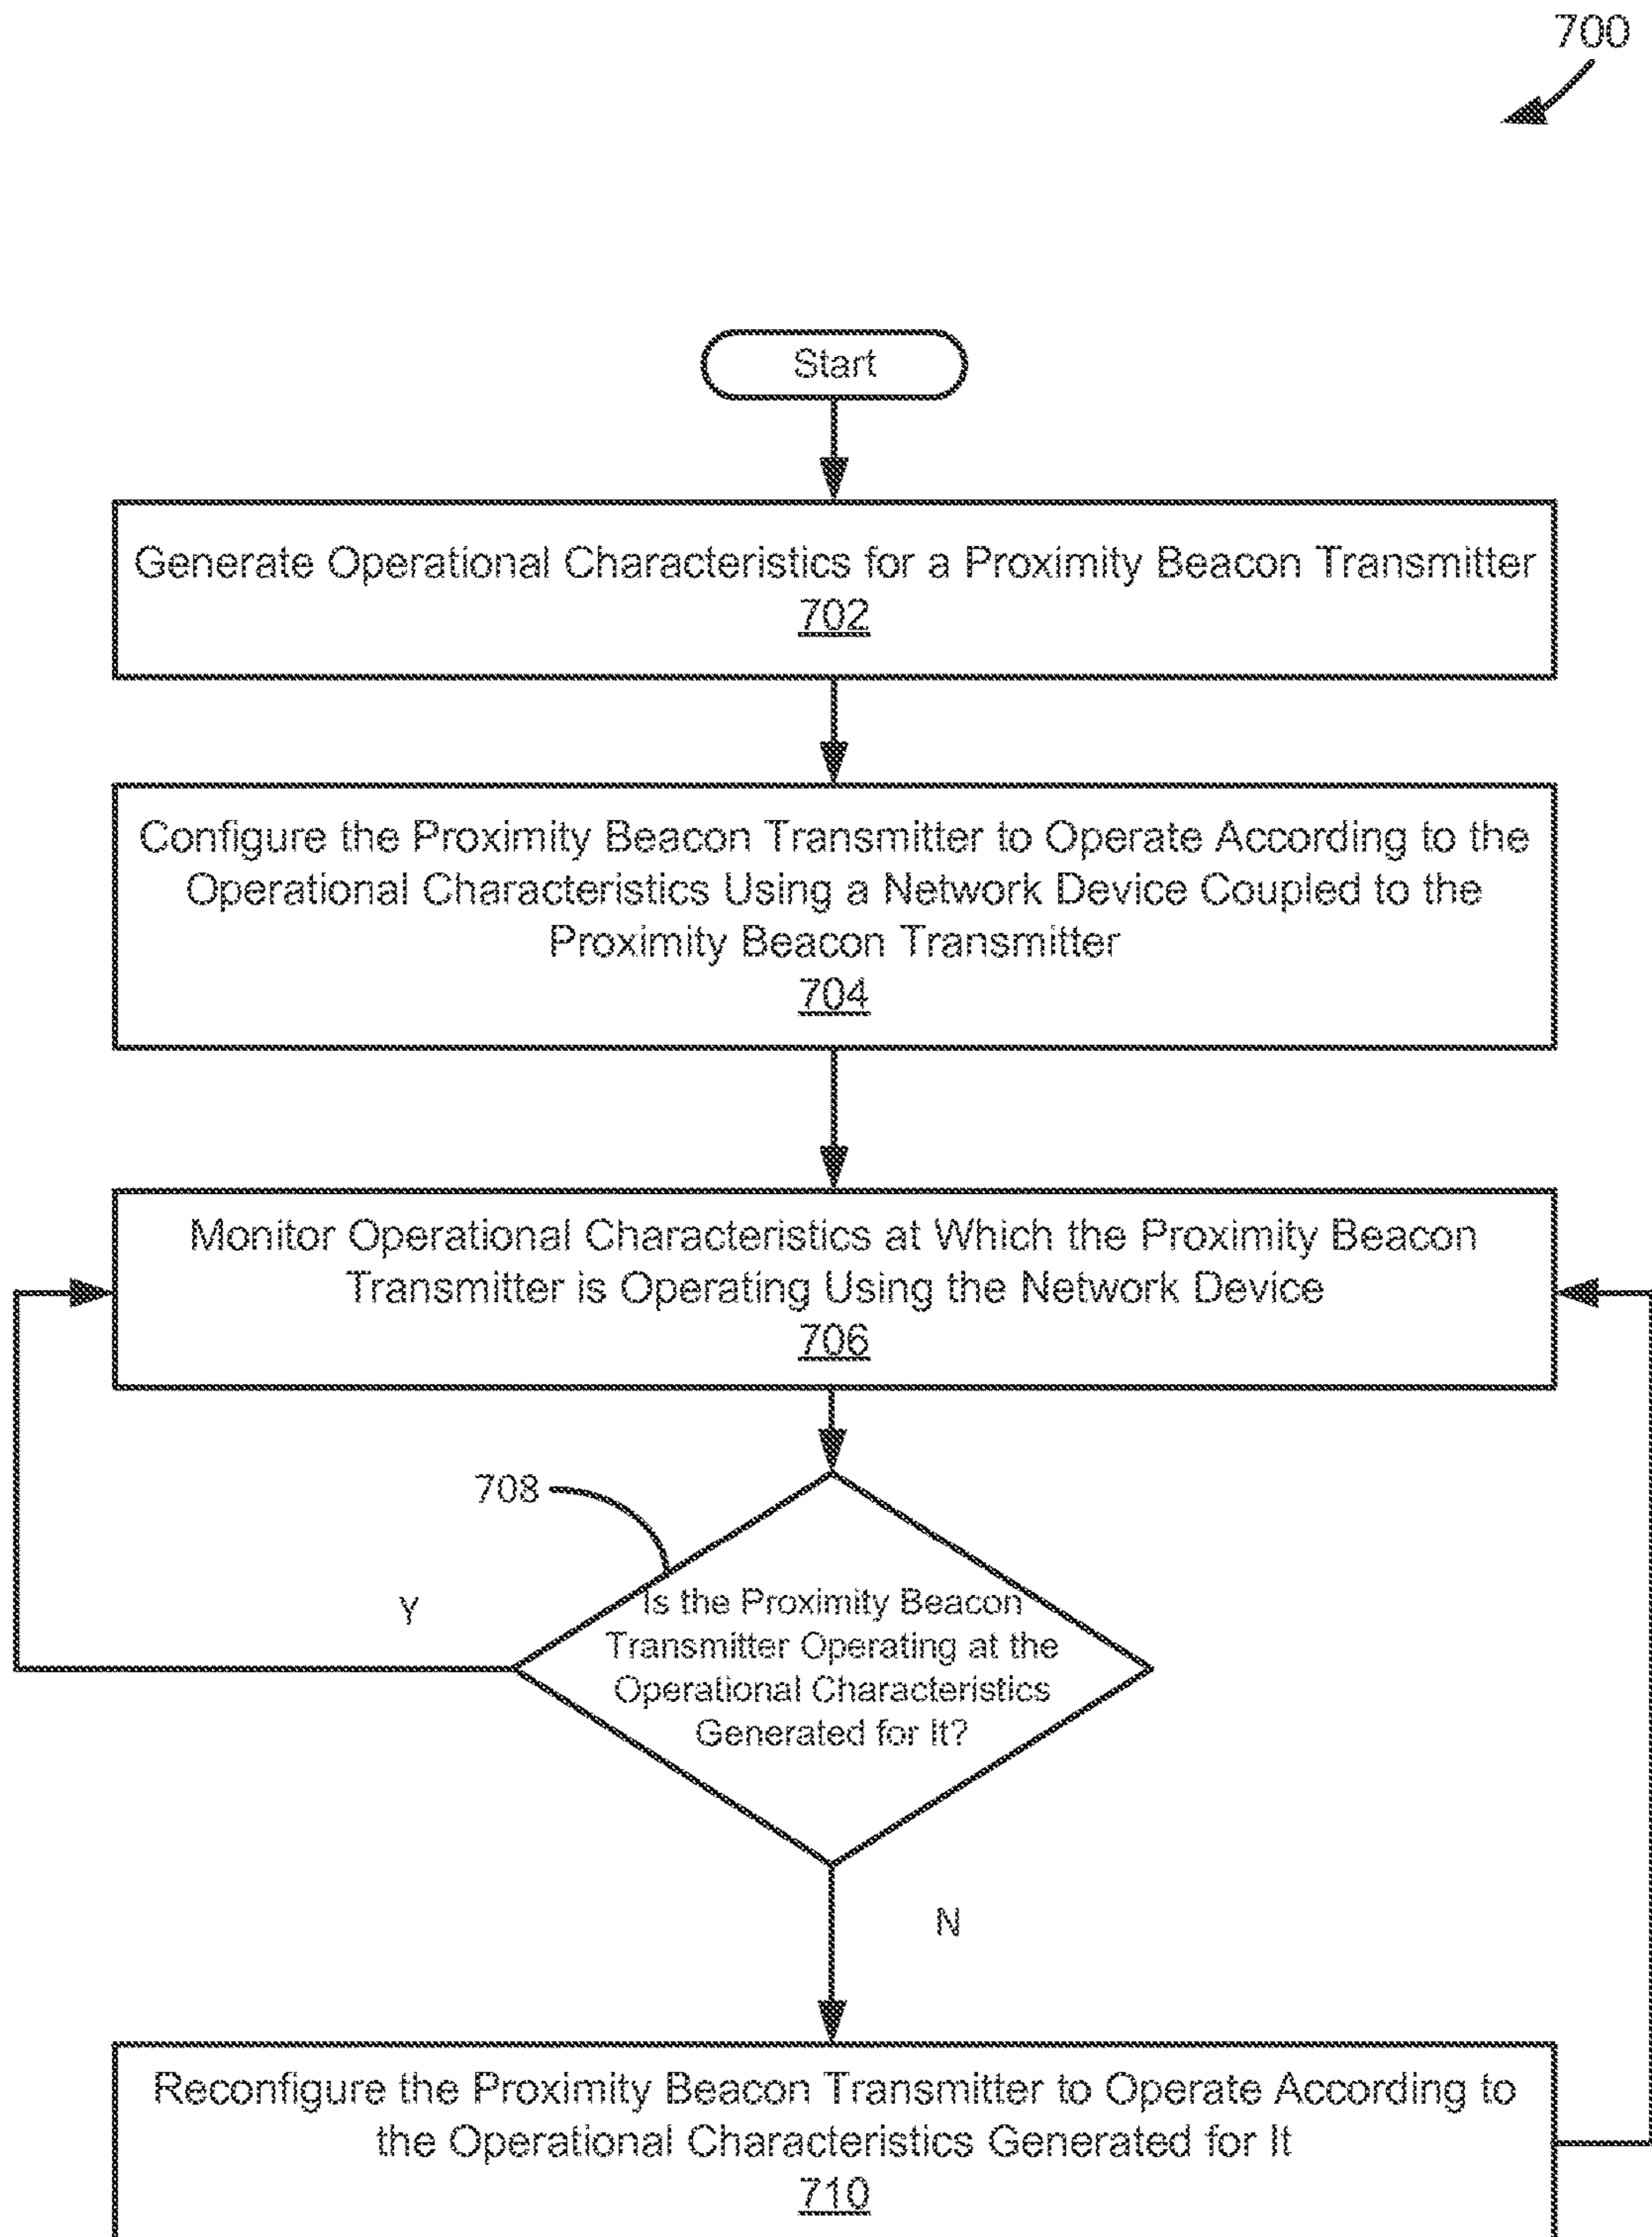 700
Start
Generate Operational Characteristics for a Proximity Beacon Transmitter
702
Configure the Proximity Beacon Transmitter to Operate According to the
Operational Characteristics Using a Network Device Coupled to the
Proximity Beacon Transmitter
704
Monitor Operational Characteristics at Which the Proximity Beacon
Transmitter is Operating Using the Network Device
706
708
Y
Is the Proximity Beacon
Transmitter Operating at the
Operational Characteristics
Generated for It?
N
Reconfigure the Proximity Beacon Transmitter to Operate According to
the Operational Characteristics Generated for It
710